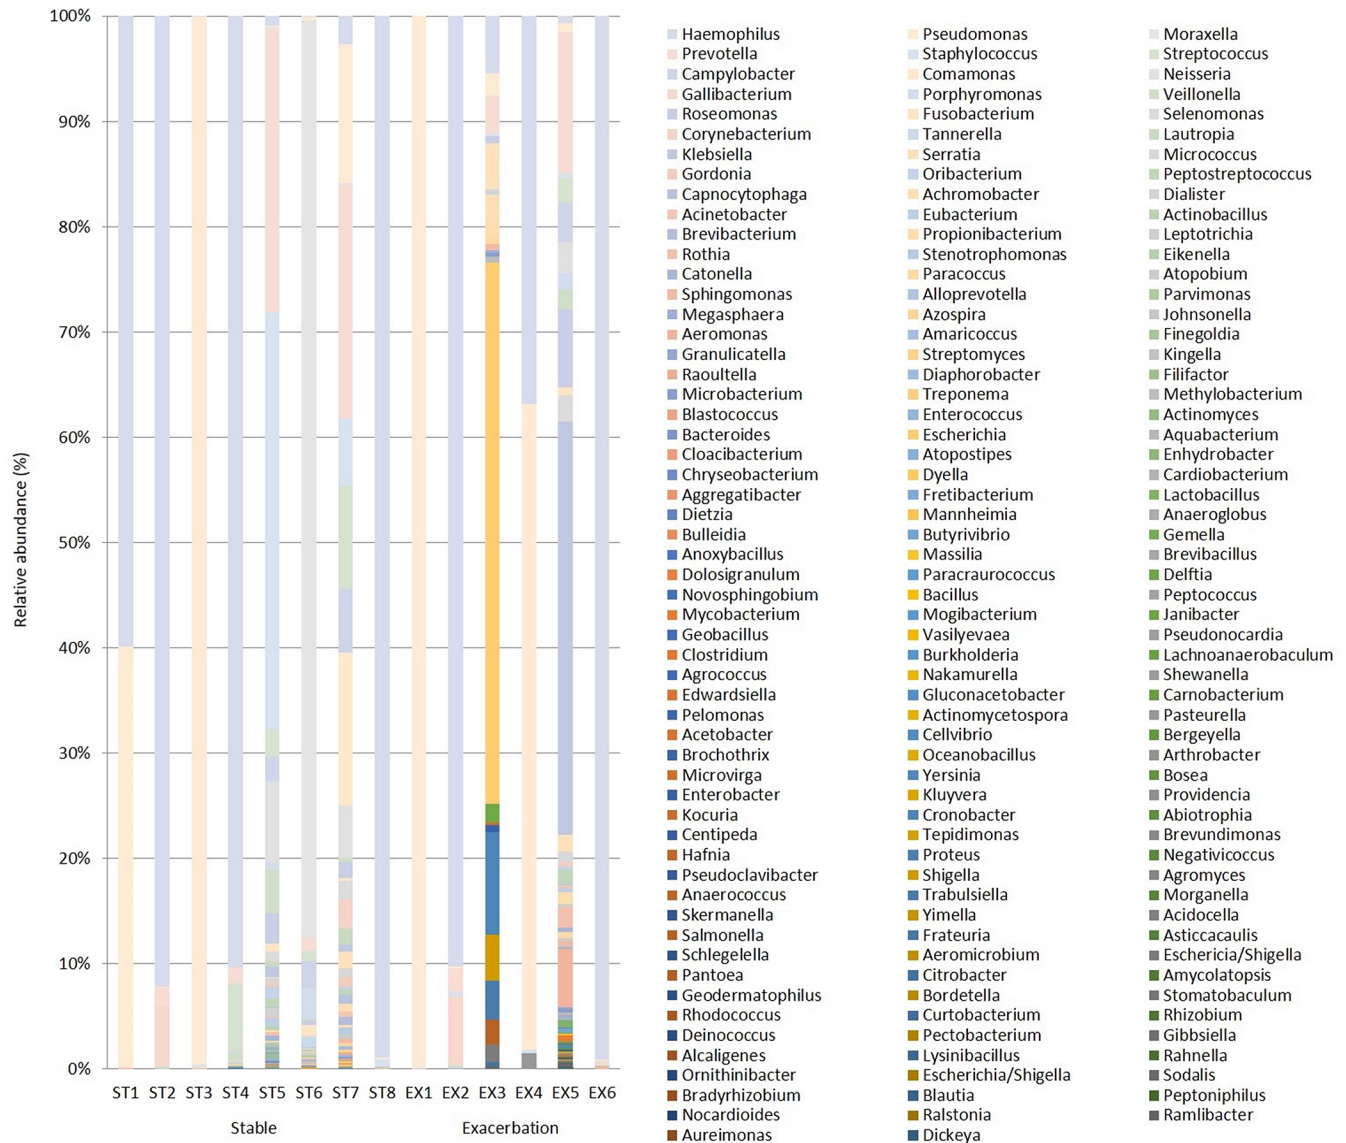 100%
90%
80%
70%
60%
50%
40%
30%
20%
10%
0%
Relative abundance (%)
ST1 ST2 ST3 ST4 ST5 ST6 ST7 ST8 EX1 EX2 EX3 EX4 EX5 EX6
Stable Exacerbation
Haemophilus Pseudomonas Moraxella
Prevotella Staphylococcus Streptococcus
Campylobacter Comamonas Neisseria
Gallibacterium Porphyromonas Veillonella
Roseomonas Fusobacterium Selenomonas
Corynebacterium Tannerella Lautropia
Klebsiella Serratia Micrococcus
Gordonia Oribacterium Peptostreptococcus
Capnocytophaga Achromobacter Dialister
Acinetobacter Eubacterium Actinobacillus
Brevibacterium Propionibacterium Leptotrichia
Rothia Stenotrophomonas Eikenella
Catonella Paracoccus Atopobium
Sphingomonas Alloprevotella Parvimonas
Megasphaera Azospira Johnsonella
Aeromonas Amaricoccus Finegoldia
Granulicatella Streptomyces Kingella
Raoultella Diaphorobacter Filifactor
Microbacterium Treponema Methylobacterium
Blastococcus Enterococcus Actinomyces
Bacteroides Escherichia Aquabacterium
Cloacibacterium Atopostipes Enhydrobacter
Chryseobacterium Dyella Cardiobacterium
Aggregatibacter Fretibacterium Lactobacillus
Dietzia Mannheimia Anaeroglobus
Bulleidia Butyrivibrio Gemella
Anoxybacillus Massilia Brevibacillus
Dolosigranulum Paracraurococcus Delftia
Novosphingobium Bacillus Peptococcus
Mycobacterium Mogibacterium Janibacter
Geobacillus Vasilyevaea Pseudonocardia
Clostridium Burkholderia Lachnoanaerobaculum
Agrococcus Nakamurella Shewanella
Edwardsiella Gluconacetobacter Carnobacterium
Pelomonas Actinomycetospora Pasteurella
Acetobacter Cellvibrio Bergeyella
Brochothrix Oceanobacillus Arthrobacter
Microvirga Yersinia Bosea
Enterobacter Kluyvera Providencia
Kocuria Cronobacter Abiotrophia
Centipeda Tepidimonas Brevundimonas
Hafnia Proteus Negativicoccus
Pseudoclavibacter Shigella Agromyces
Anaerococcus Trabulsiella Morganella
Skermanella Yimella Acidocella
Salmonella Frateuria Asticcacaulis
Schlegelella Aeromicrobium Eschericia/Shigella
Pantoea Citrobacter Amycolatopsis
Geodermatophilus Bordetella Stomatobaculum
Rhodococcus Curtobacterium Rhizobium
Deinococcus Pectobacterium Gibbsiella
Alcaligenes Lysinibacillus Rahnella
Ornithinibacter Escherichia/Shigella Sodalis
Bradyrhizobium Blautia Peptoniphilus
Nocardioides Ralstonia Ramlibacter
Aureimonas Dickeya